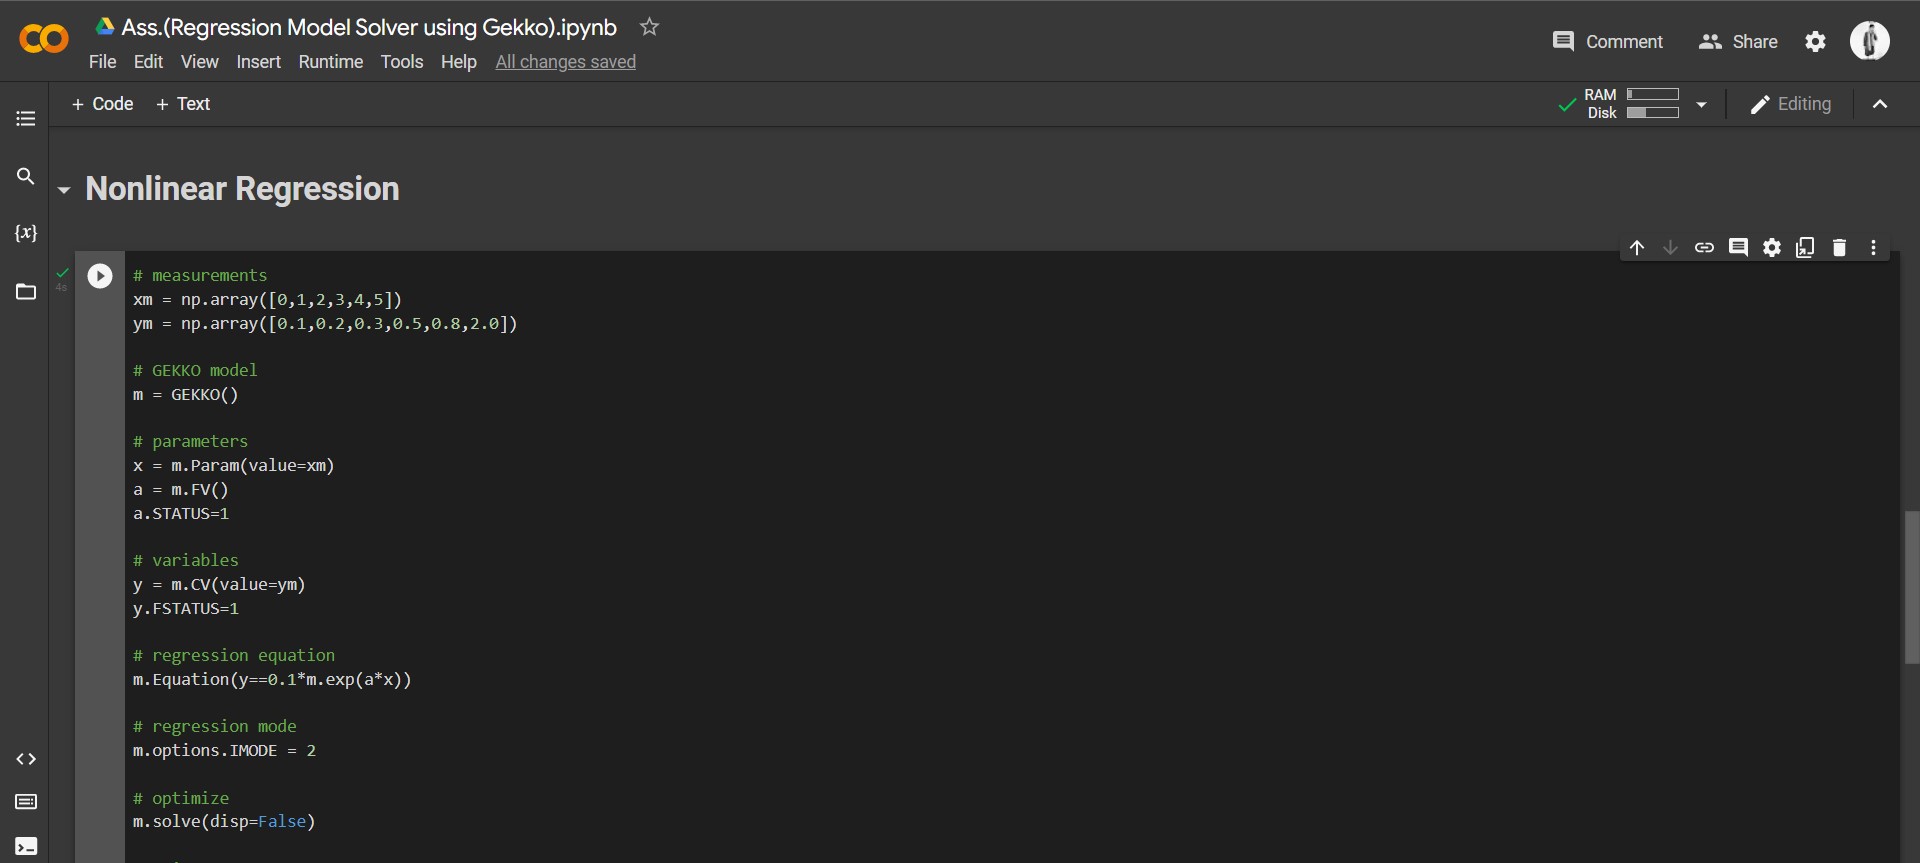 Ass.(Regression Model Solver using Gekko).ipynb
File Edit View Insert Runtime Tools Help All changes saved
Comment Share
+ Code + Text
RAM
Disk
Editing
Nonlinear Regression
{x}
4s
# measurements
xm = np.array([0,1,2,3,4,5])
ym = np.array([0.1,0.2,0.3,0.5,0.8,2.0])
# GEKKO model
m = GEKKO()
# parameters
x = m.Param(value=xm)
a = m.FV()
a.STATUS=1
# variables
y = m.CV(value=ym)
y.FSTATUS=1
# regression equation
m.Equation(y==0.1*m.exp(a*x))
# regression mode
m.options.IMODE = 2
# optimize
m.solve(disp=False)